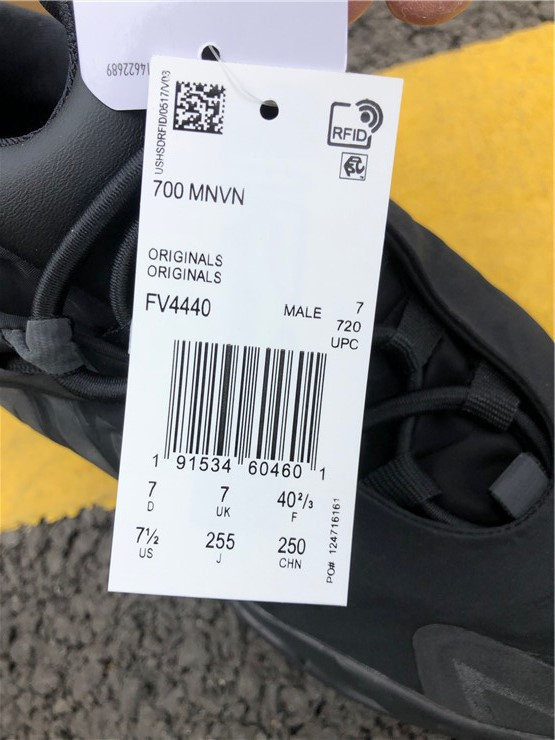 14622689
USHSDRFID/0517/V03
RFID
700 MNVN
ORIGINALS
ORIGINALS
FV4440 MALE 7
720
UPC
1 91534 60460 1
7 7 40²/₃
D UK F
7½ 255 250
US J CHN
PO# 124716161